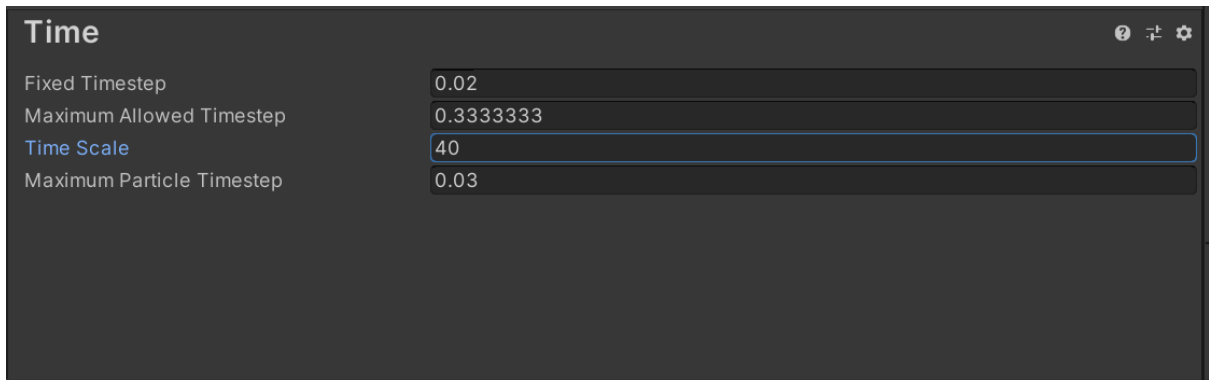 Time
Fixed Timestep 0.02
Maximum Allowed Timestep 0.3333333
Time Scale 40
Maximum Particle Timestep 0.03